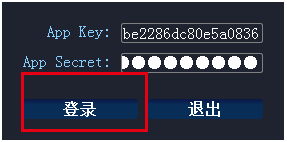 App Key: be2286dc80e5a0836
App Secret: ●●●●●●●●●●
登录 退出